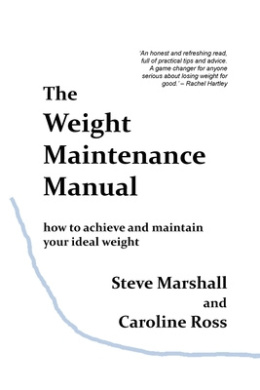 'An honest and refreshing read,
full of practical tips and advice.
A game changer for anyone
serious about losing weight for
good.' – Rachel Hartley
The
Weight
Maintenance
Manual
how to achieve and maintain
your ideal weight
Steve Marshall
and
Caroline Ross